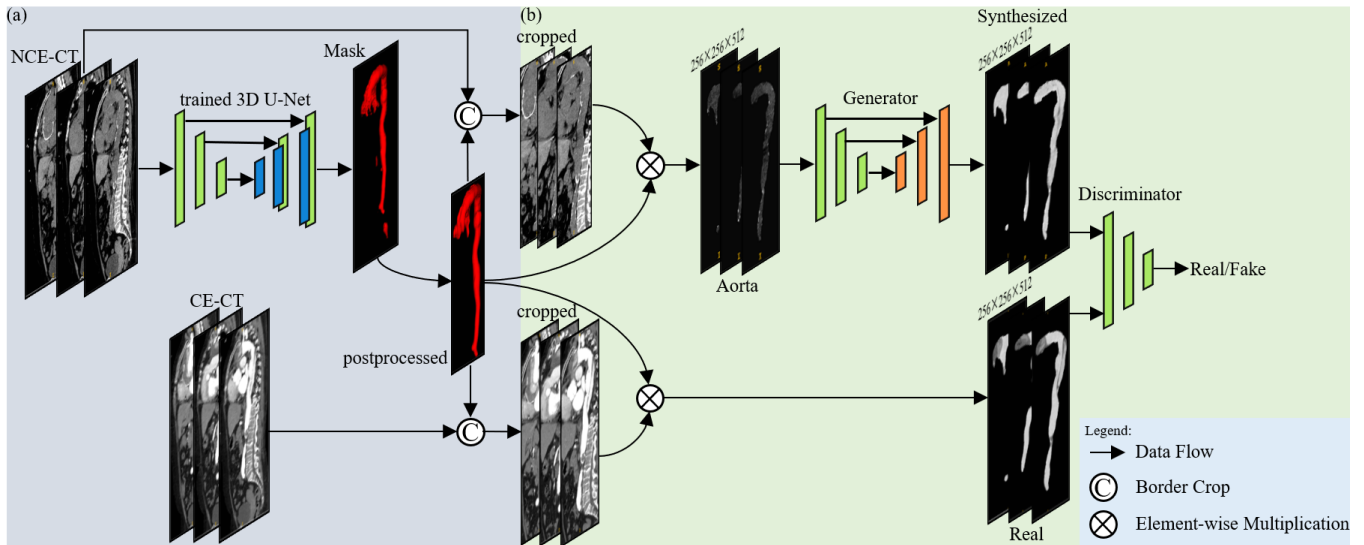 (a)
(b)
NCE-CT
trained 3D U-Net
Mask
cropped
256×256×512
Aorta
Generator
Synthesized
256×256×512
Discriminator
Real/Fake
CE-CT
postprocessed
cropped
256×256×512
Real
Legend:
Data Flow
C
C
C
Border Crop
Element-wise Multiplication